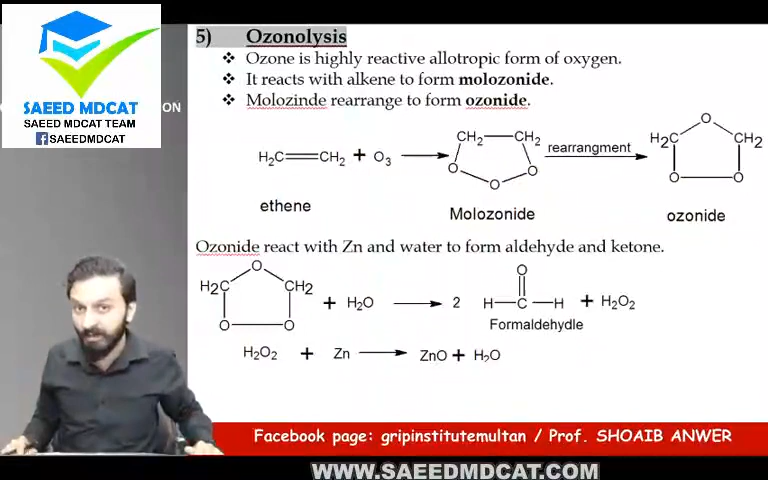 5) Ozonolysis
❖ Ozone is highly reactive allotropic form of oxygen.
❖ It reacts with alkene to form molozonide.
❖ Molozinde rearrange to form ozonide.
SAEED MDCAT
SAEED MDCAT TEAM
SAEEDMDCAT
ON
H₂C CH₂ + O₃
ethene
CH₂ CH₂
O O
O
Molozonide
rearrangment
O
H2C CH2
O O
ozonide
Ozonide react with Zn and water to form aldehyde and ketone.
O
H2C CH2
O O
+ H₂O
2
O
H—C—H + H₂O₂
Formaldehydle
H₂O₂ + Zn ZnO + H₂O
Facebook page: gripinstitutemultan / Prof. SHOAIB ANWER
WWW.SAEEDMDCAT.COM